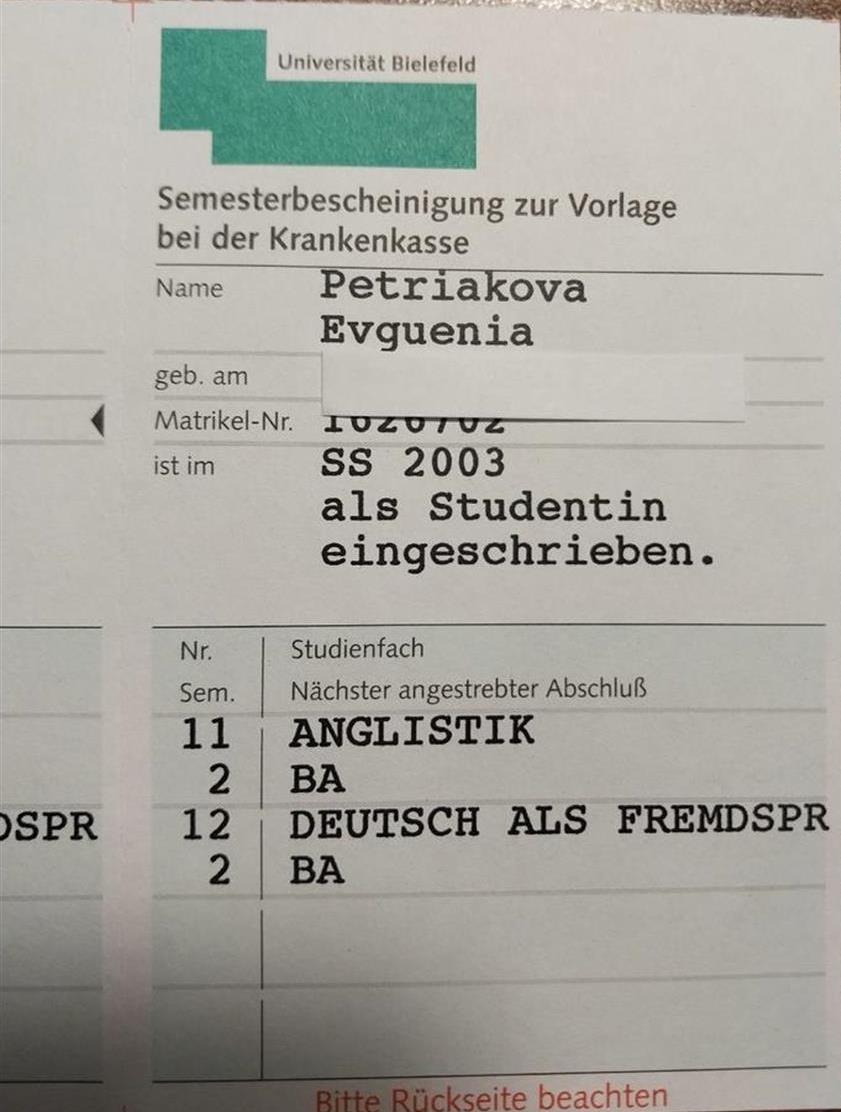 Universität Bielefeld
Semesterbescheinigung zur Vorlage
bei der Krankenkasse
Name Petriakova
Evguenia
geb. am
Matrikel-Nr.
ist im SS 2003
als Studentin
eingeschrieben.
Nr. Studienfach
Sem. Nächster angestrebter Abschluß
11 ANGLISTIK
2 BA
DSPR 12 DEUTSCH ALS FREMDSPR
2 BA
Bitte Rückseite beachten